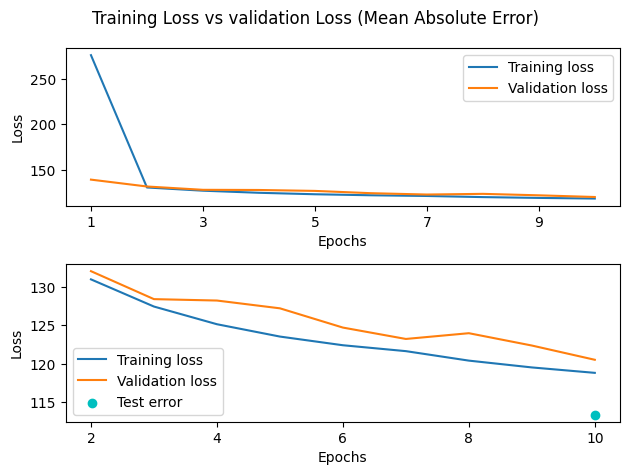 Training Loss vs validation Loss (Mean Absolute Error)
250
200
150
Loss
Training loss
Validation loss
1 3 5 7 9
Epochs
130
125
120
115
Loss
Training loss
Validation loss
Test error
2 4 6 8 10
Epochs